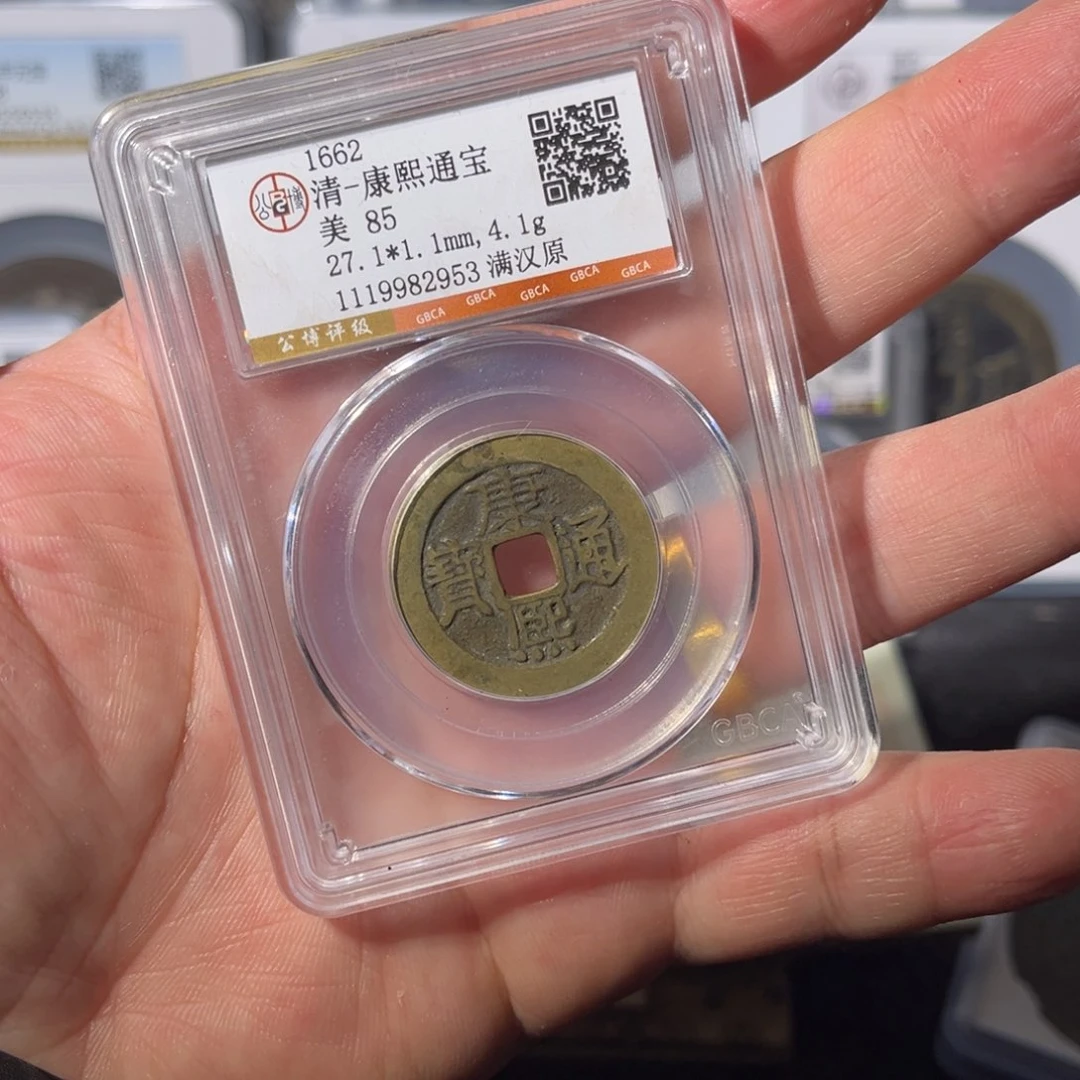 1662
清-康熙通宝
美 85
27.1*1.1mm, 4.1g
1119982953 满汉原
公博评级 GBCA GBCA GBCA GBCA GBCA
康熙通寶
GBCA